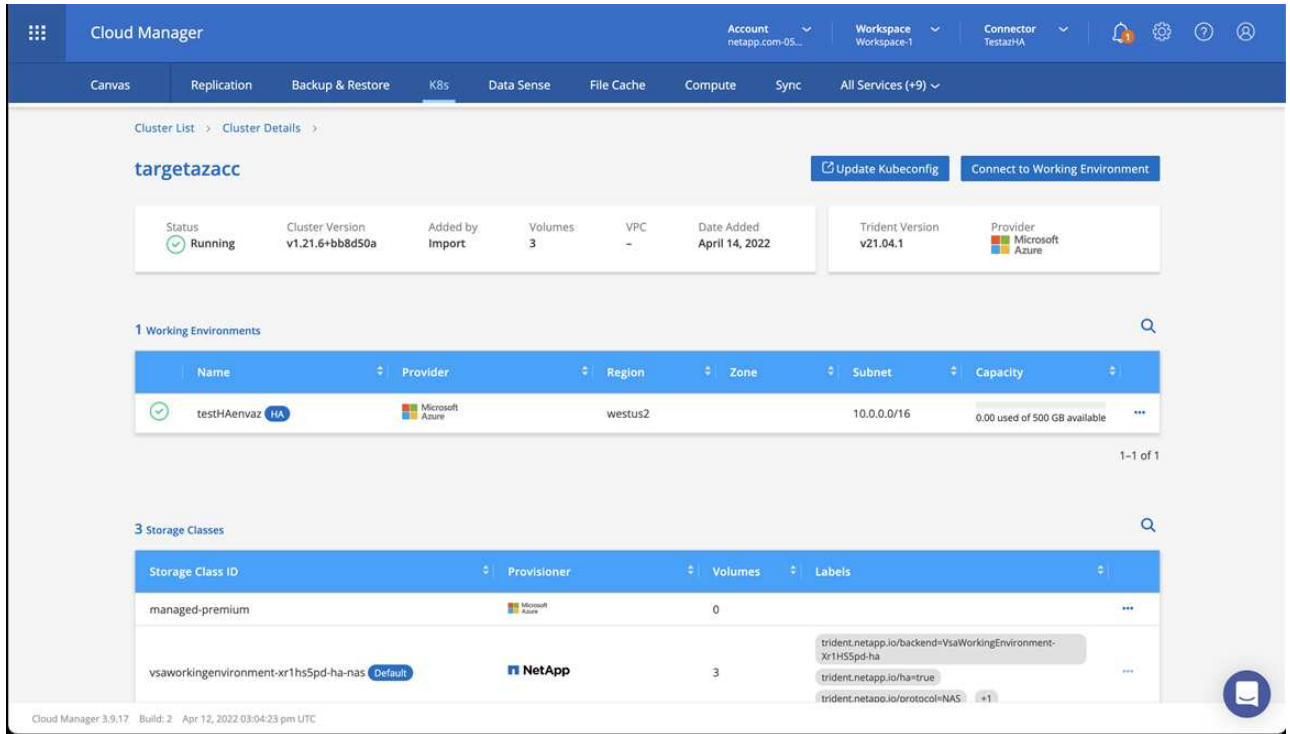 Cloud Manager
Account
netapp.com-05...
Workspace
Workspace-1
Connector
TestazHA
1
Canvas Replication Backup & Restore K8s Data Sense File Cache Compute Sync All Services (+9)
Cluster List > Cluster Details >
targetazacc
Update Kubeconfig
Connect to Working Environment
Status Cluster Version Added by Volumes VPC Date Added Trident Version Provider
Running v1.21.6+bb8d50a Import 3 – April 14, 2022 v21.04.1 Microsoft
Azure
1 Working Environments
Name Provider Region Zone Subnet Capacity
testHAenvaz HA Microsoft Azure westus2 10.0.0.0/16 0.00 used of 500 GB available
1–1 of 1
3 Storage Classes
Storage Class ID Provisioner Volumes Labels
managed-premium Microsoft Azure 0
trident.netapp.io/backend=VsaWorkingEnvironment-
Xr1HS5pd-ha
vsaworkingenvironment-xr1hs5pd-ha-nas Default NetApp 3 trident.netapp.io/ha=true
trident.netapp.io/protocol=NAS +1
Cloud Manager 3.9.17 Build: 2 Apr 12, 2022 03:04:23 pm UTC